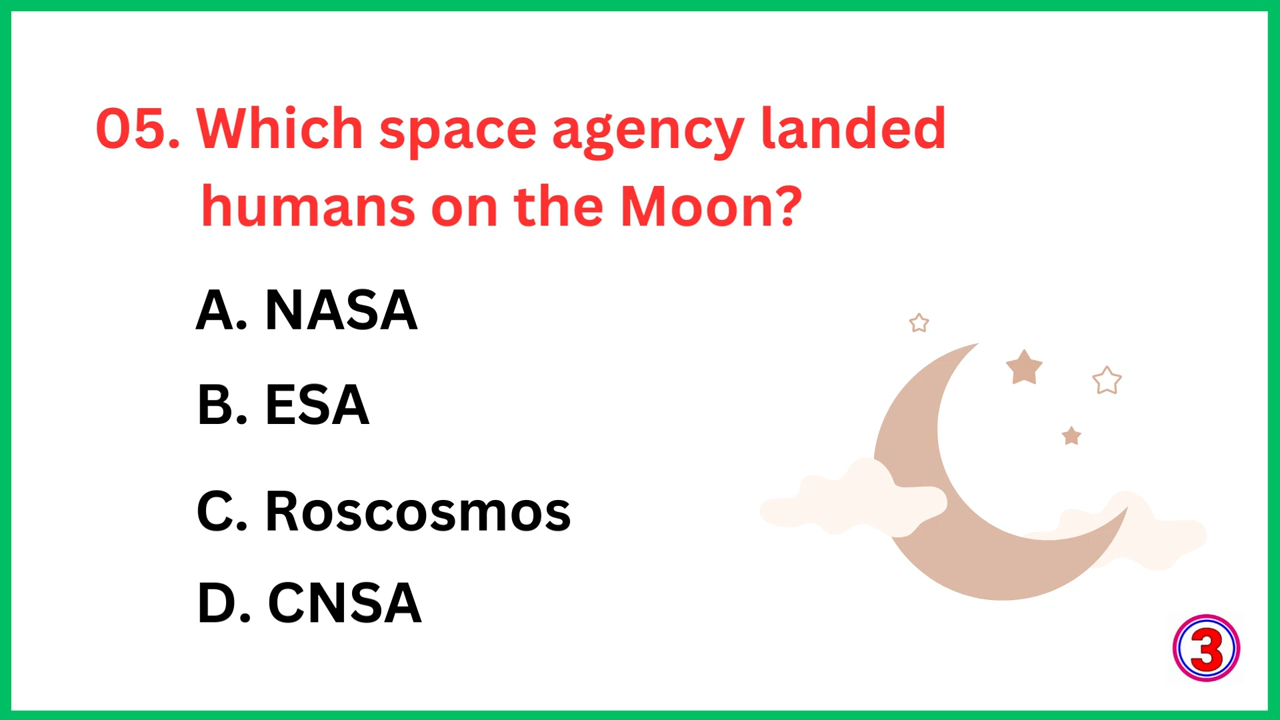 05. Which space agency landed
humans on the Moon?
A. NASA
B. ESA
C. Roscosmos
D. CNSA
3